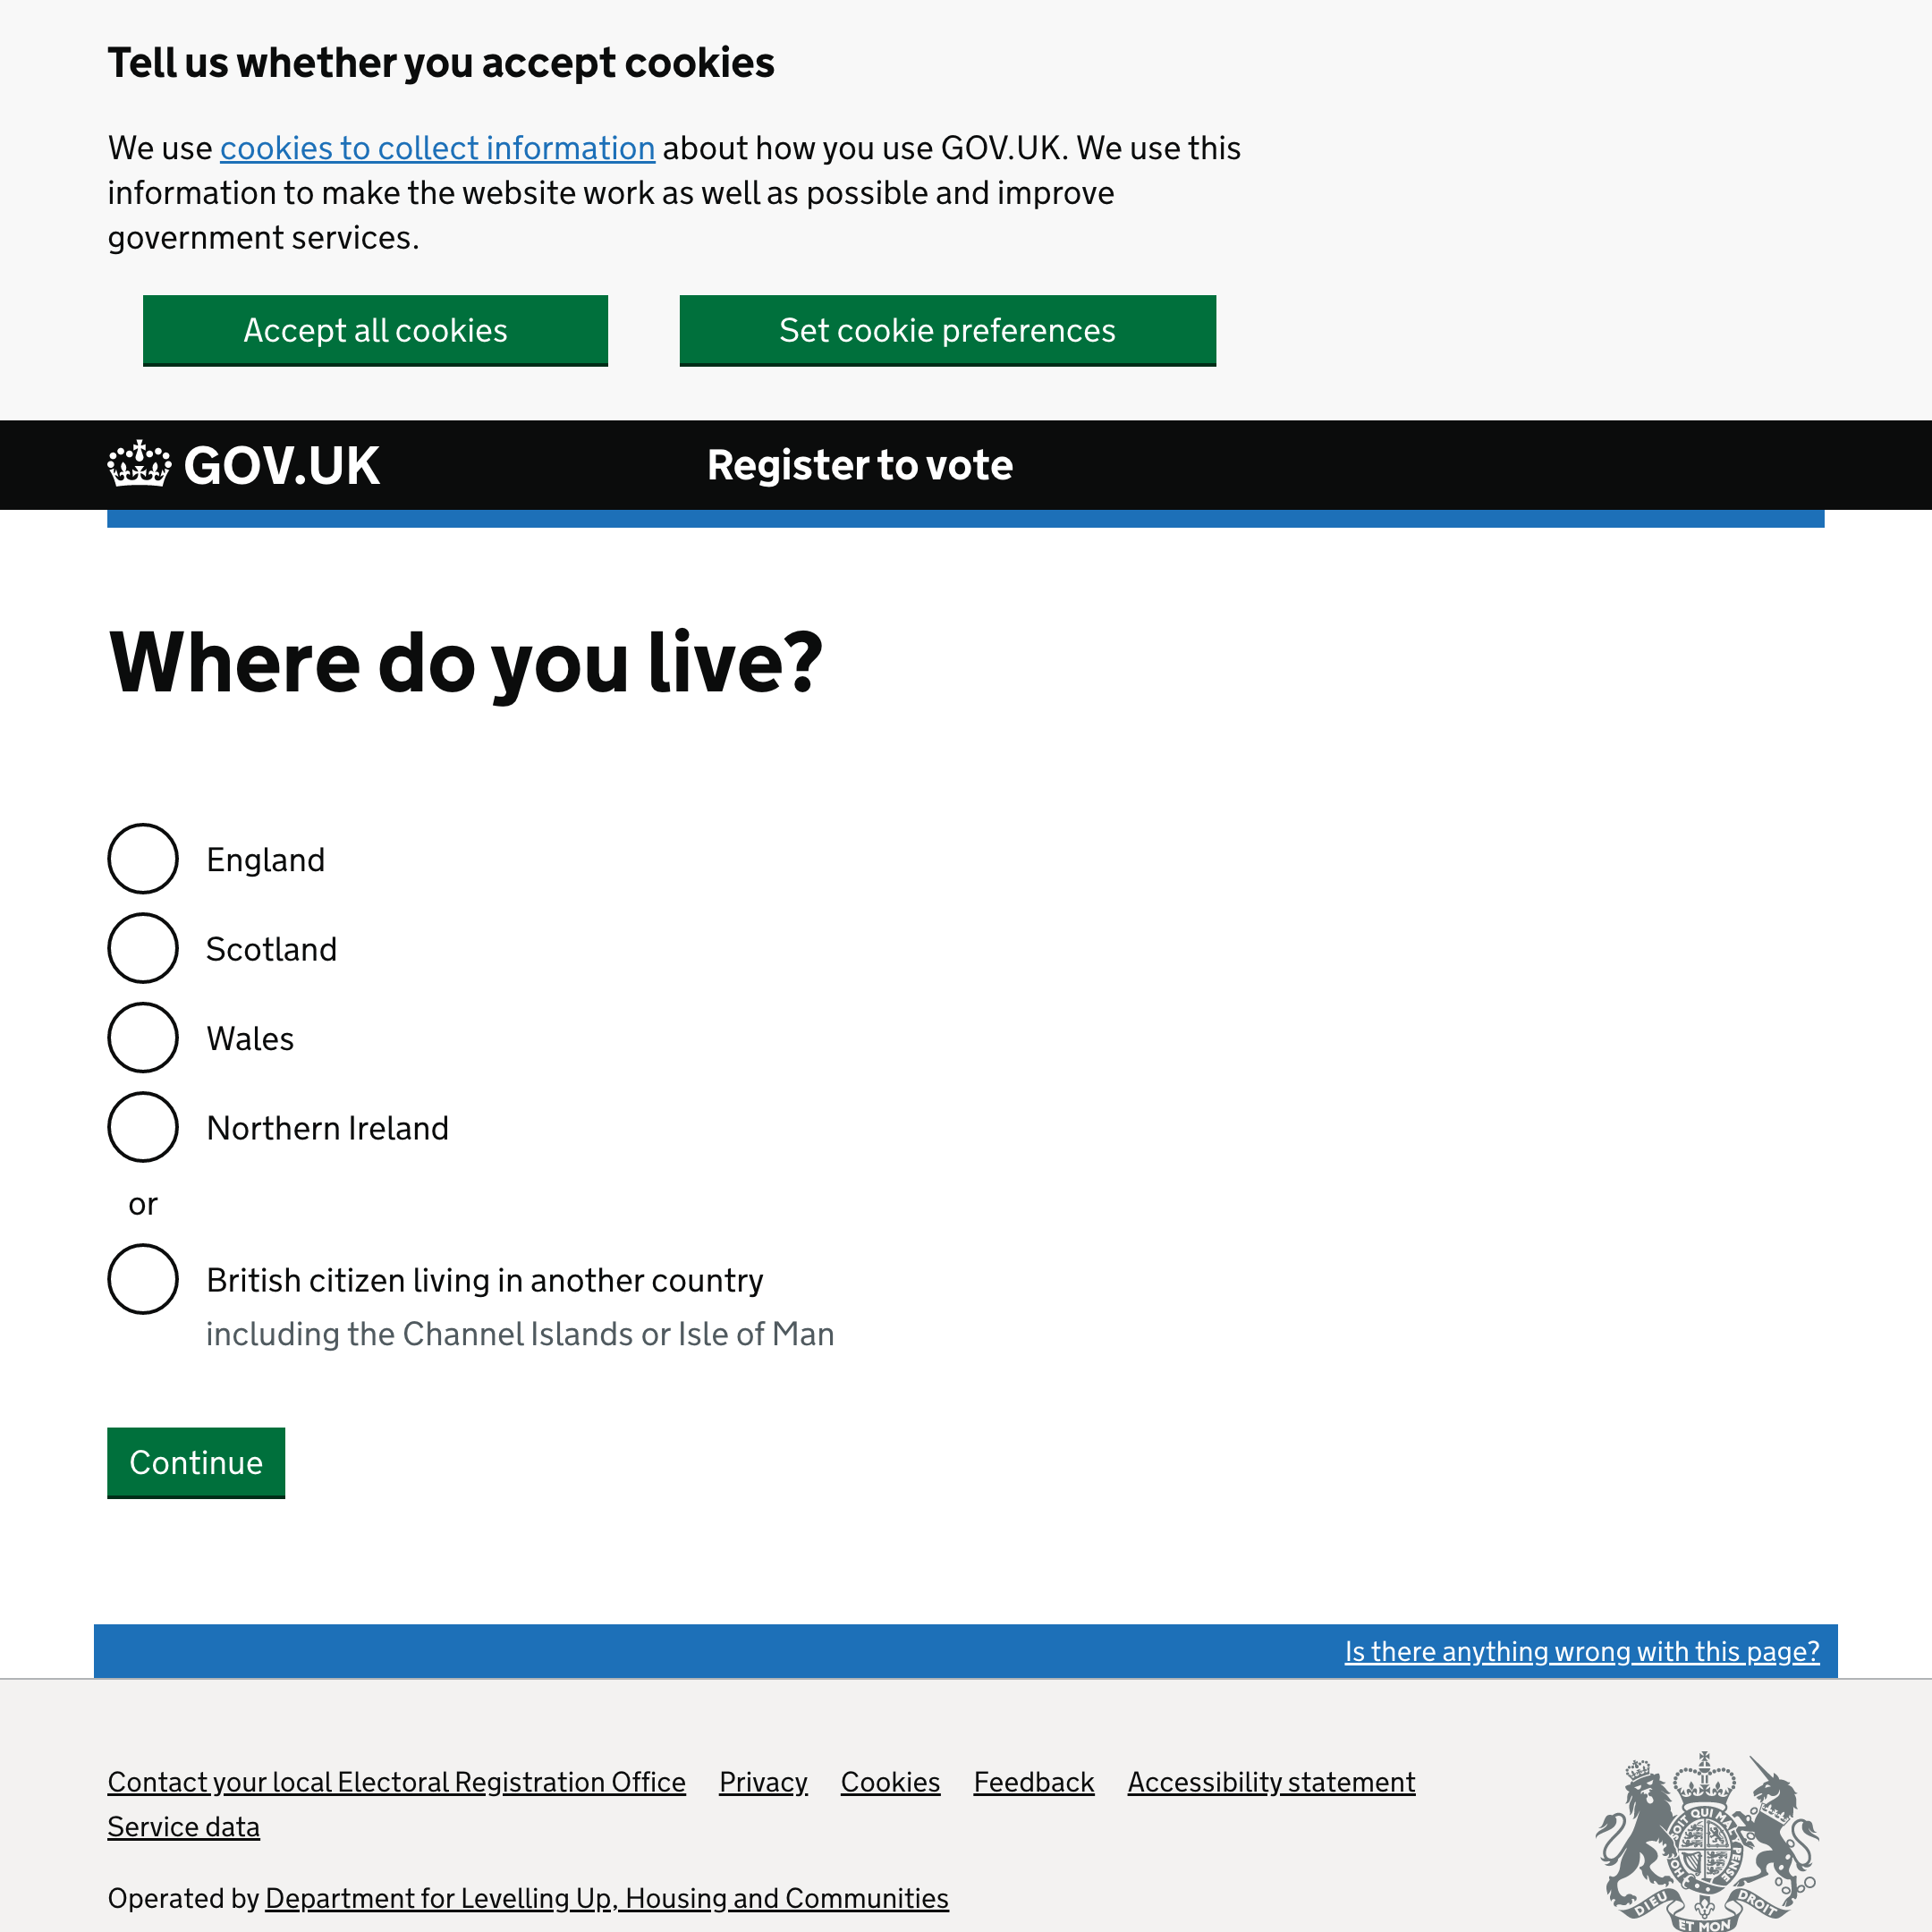 Tell us whether you accept cookies
We use cookies to collect information about how you use GOV.UK. We use this
information to make the website work as well as possible and improve
government services.
Accept all cookies
Set cookie preferences
GOV.UK
Register to vote
Where do you live?
England
Scotland
Wales
Northern Ireland
or
British citizen living in another country
including the Channel Islands or Isle of Man
Continue
Is there anything wrong with this page?
Contact your local Electoral Registration Office
Privacy
Cookies
Feedback
Accessibility statement
Service data
Operated by Department for Levelling Up, Housing and Communities
DIEU ET MON DROIT